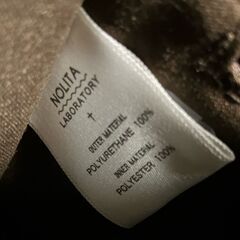 NOLITA
LABORATORY
OUTER MATERIAL
POLYURETHANE 100%
INNER MATERIAL
POLYESTER 100%